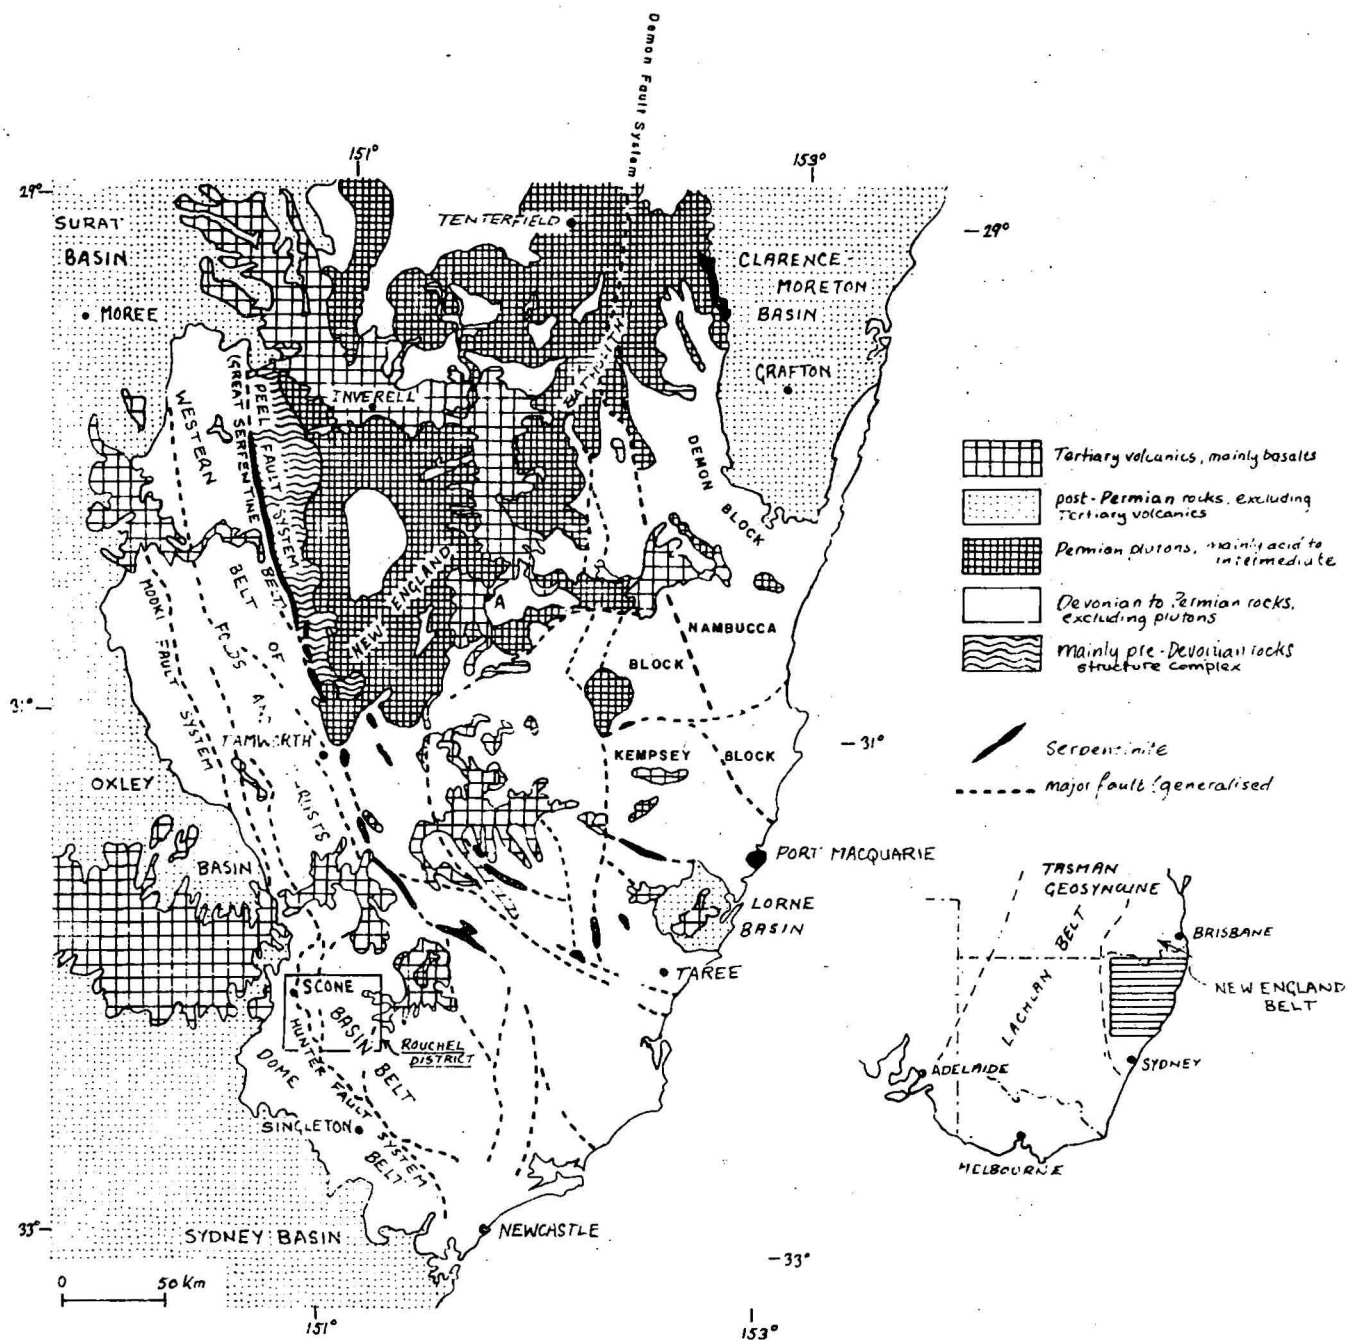 Demon Fault System
151°
153°
29°
SURAT
BASIN
TENTERFIELD
29°
CLARENCE-
MORETON
BASIN
MOREE
GRAFTON
INVERELL
BATHOLITH
WESTERN
(GREAT SERPENTINE BELT)
PEEL FAULT SYSTEM
DEMON
BLOCK
Tertiary volcanics, mainly basalts
post-Permian rocks, excluding
Tertiary volcanics
Permian plutons, mainly acid to
intermediate
Devonian to Permian rocks,
excluding plutons
Mainly pre-Devonian rocks
structure complex
BELT
OF
FOLDS
AND
NEW
ENGLAND
A
NAMBUCCA
BLOCK
MOOKI FAULT
SYSTEM
31°
31°
TAMWORTH
KEMPSEY
BLOCK
Serpentinite
major fault generalised
OXLEY
BASIN
PORT MACQUARIE
LORNE
BASIN
TASMAN
GEOSYNCLINE
LACHLAN
BELT
BRISBANE
NEW ENGLAND
BELT
SYDNEY
ADELAIDE
MELBOURNE
TAREE
SCONE
BASIN
BELT
ROUCHEL
DISTRICT
HUNTER FAULT
SYSTEM
DOME
BELT
SINGLETON
33°
SYDNEY BASIN
NEWCASTLE
33°
0 50 Km
151°
153°